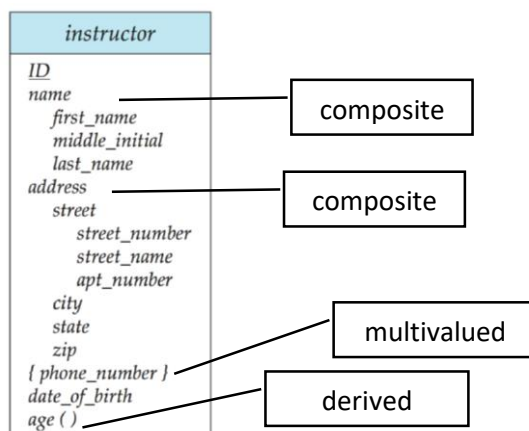 instructor
ID
name
composite
first_name
middle_initial
last_name
address
composite
street
street_number
street_name
apt_number
city
state
zip
multivalued
{ phone_number }
date_of_birth
derived
age ( )